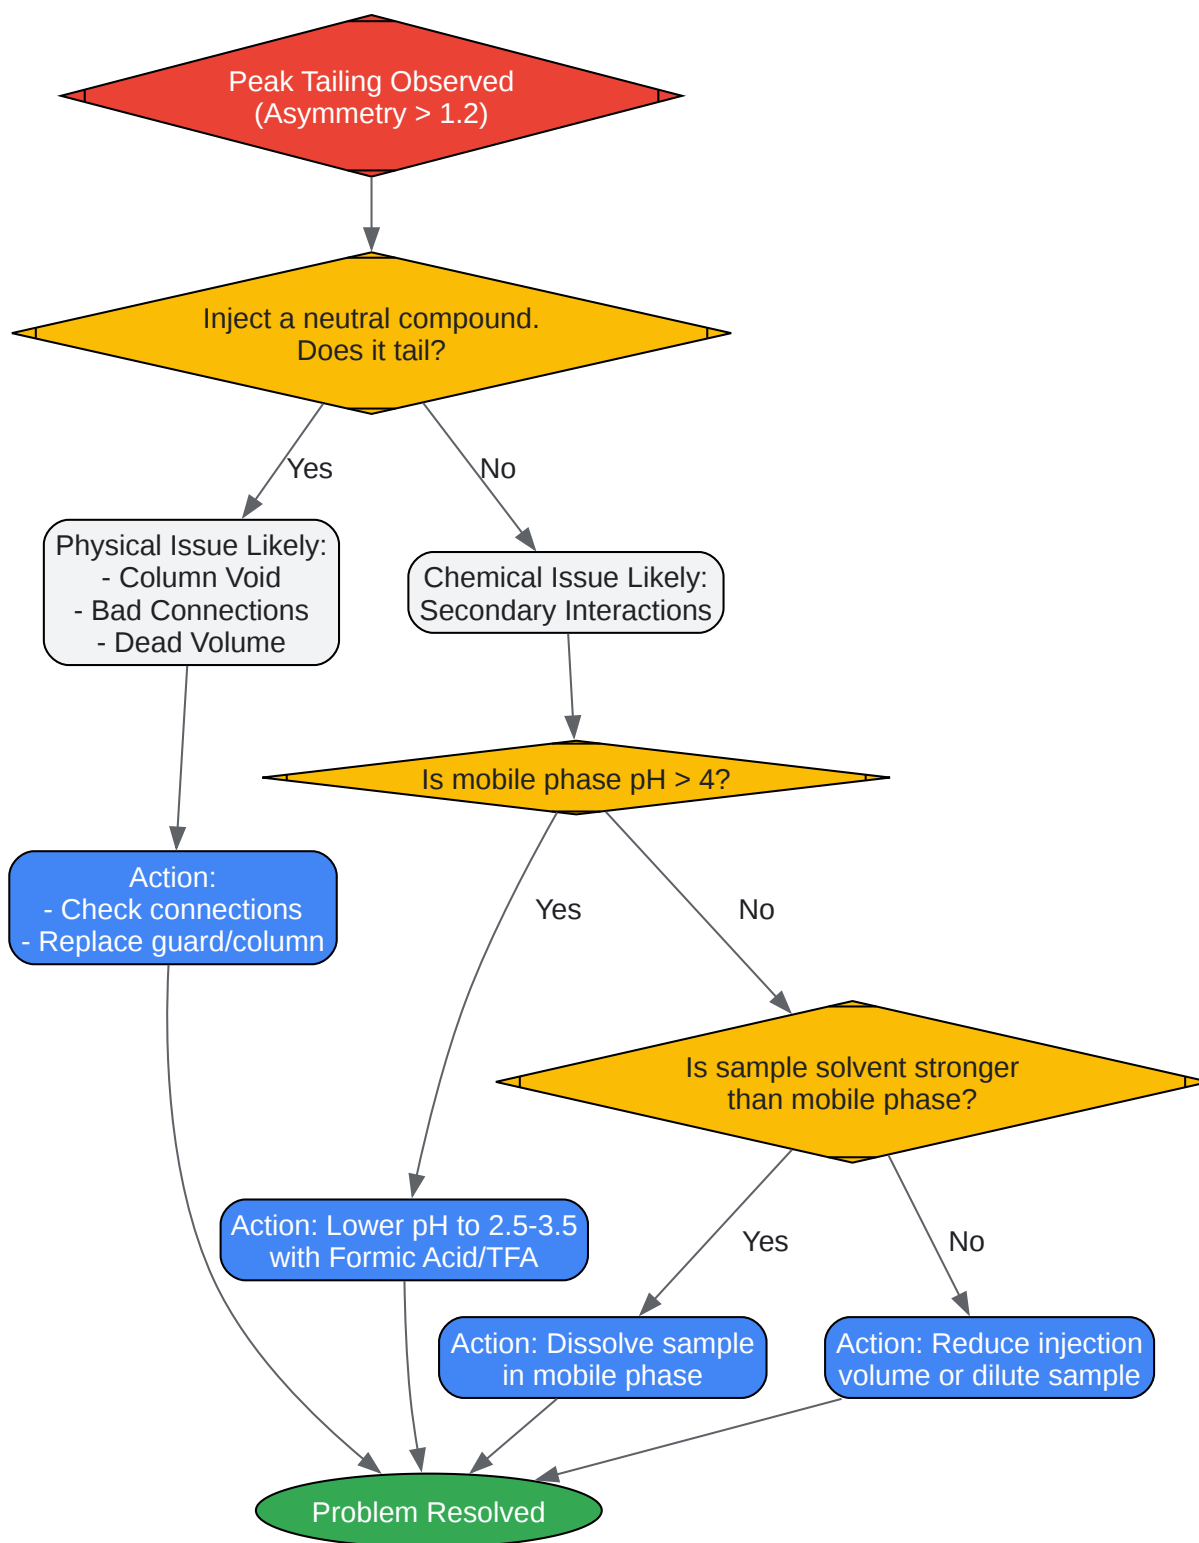 Peak Tailing Observed
(Asymmetry > 1.2)
Inject a neutral compound.
Does it tail?
Yes
No
Physical Issue Likely:
- Column Void
- Bad Connections
- Dead Volume
Chemical Issue Likely:
Secondary Interactions
Is mobile phase pH > 4?
Action:
- Check connections
- Replace guard/column
Yes
No
Is sample solvent stronger
than mobile phase?
Action: Lower pH to 2.5-3.5
with Formic Acid/TFA
Yes
No
Action: Dissolve sample
in mobile phase
Action: Reduce injection
volume or dilute sample
Problem Resolved